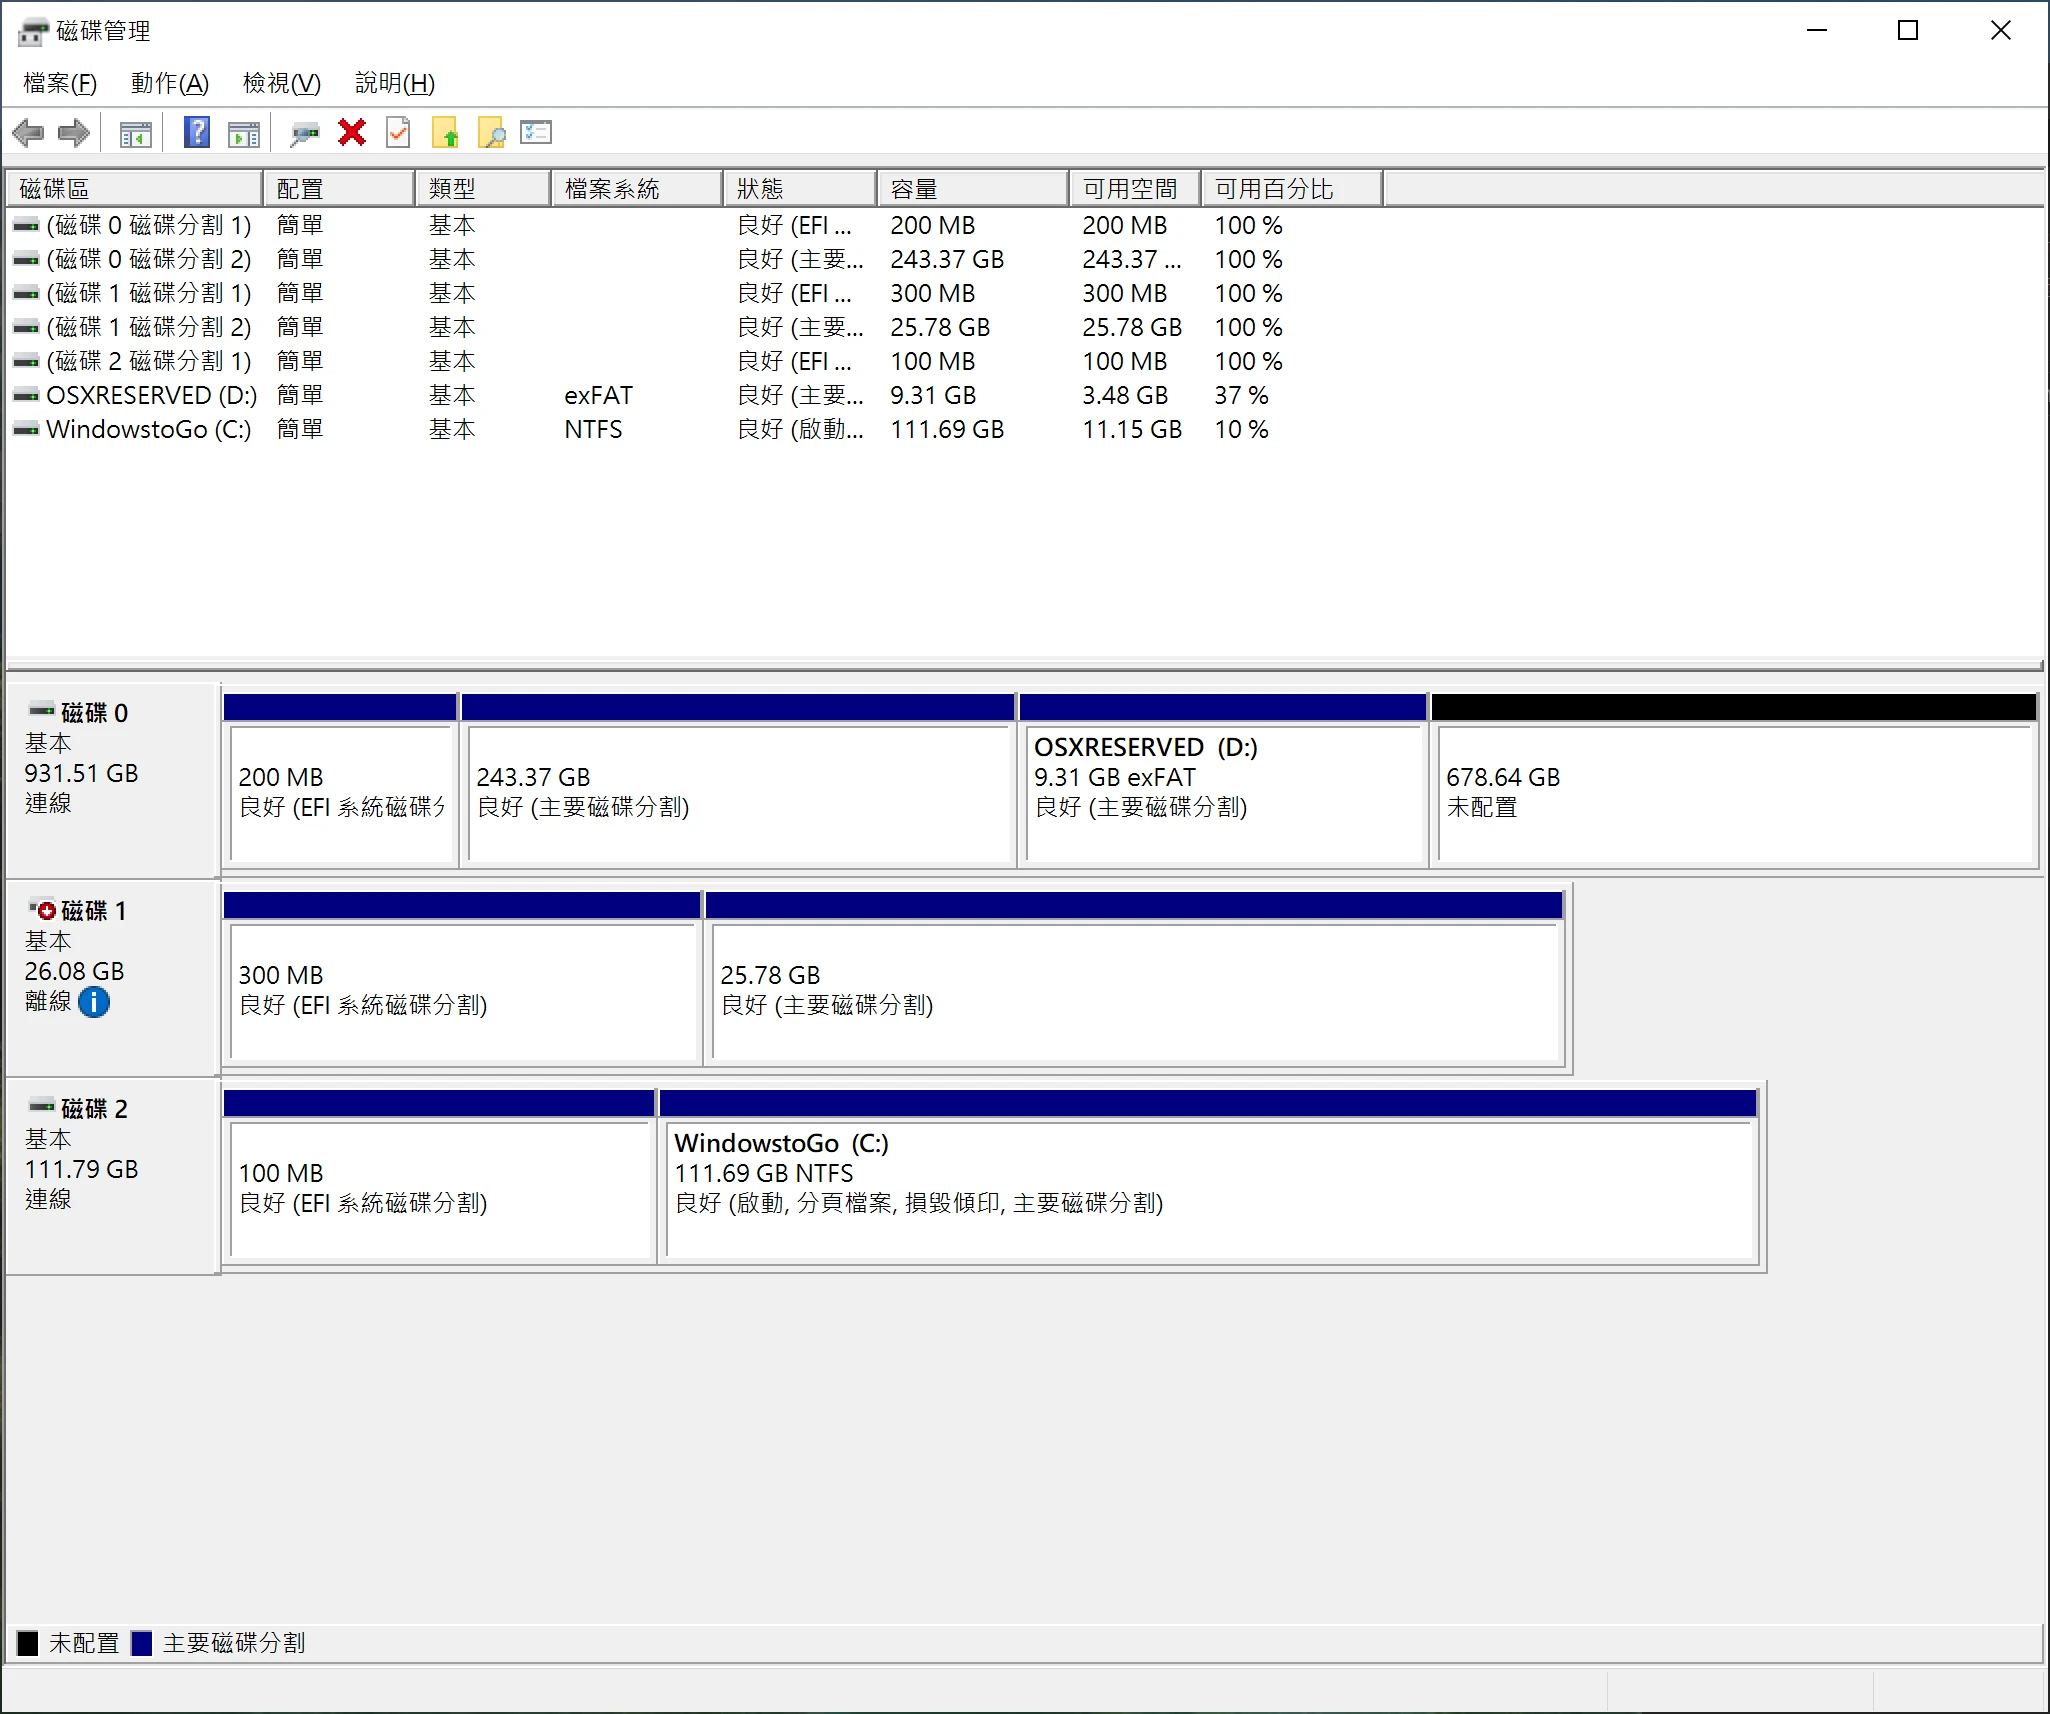 磁碟管理
檔案(F) 動作(A) 檢視(V) 說明(H)
磁碟區 配置 類型 檔案系統 狀態 容量 可用空間 可用百分比
(磁碟 0 磁碟分割 1) 簡單 基本 良好 (EFI ... 200 MB 200 MB 100 %
(磁碟 0 磁碟分割 2) 簡單 基本 良好 (主要... 243.37 GB 243.37 ... 100 %
(磁碟 1 磁碟分割 1) 簡單 基本 良好 (EFI ... 300 MB 300 MB 100 %
(磁碟 1 磁碟分割 2) 簡單 基本 良好 (主要... 25.78 GB 25.78 GB 100 %
(磁碟 2 磁碟分割 1) 簡單 基本 良好 (EFI ... 100 MB 100 MB 100 %
OSXRESERVED (D:) 簡單 基本 exFAT 良好 (主要... 9.31 GB 3.48 GB 37 %
WindowstoGo (C:) 簡單 基本 NTFS 良好 (啟動... 111.69 GB 11.15 GB 10 %
磁碟 0
基本
931.51 GB
連線
200 MB
良好 (EFI 系統磁碟分
243.37 GB
良好 (主要磁碟分割)
OSXRESERVED (D:)
9.31 GB exFAT
良好 (主要磁碟分割)
678.64 GB
未配置
磁碟 1
基本
26.08 GB
離線
300 MB
良好 (EFI 系統磁碟分割)
25.78 GB
良好 (主要磁碟分割)
磁碟 2
基本
111.79 GB
連線
100 MB
良好 (EFI 系統磁碟分割)
WindowstoGo (C:)
111.69 GB NTFS
良好 (啟動, 分頁檔案, 損毀傾印, 主要磁碟分割)
未配置 主要磁碟分割